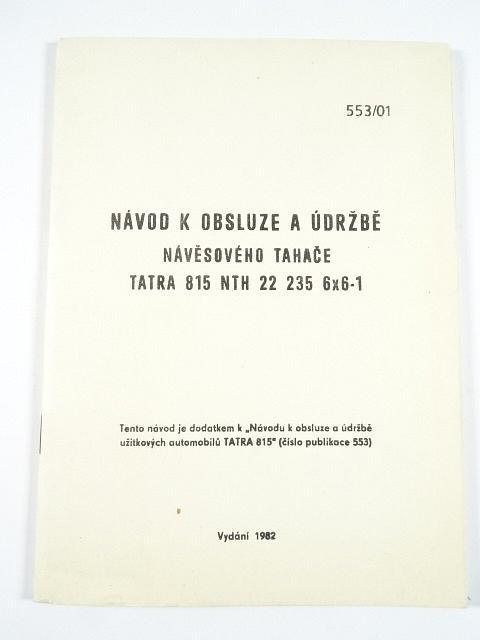 553/01
NÁVOD K OBSLUZE A ÚDRŽBĚ
NÁVĚSOVÉHO TAHAČE
TATRA 815 NTH 22 235 6x6-1
Tento návod je dodatkem k „Návodu k obsluze a údržbě
užitkových automobilů TATRA 815" (číslo publikace 553)
Vydání 1982